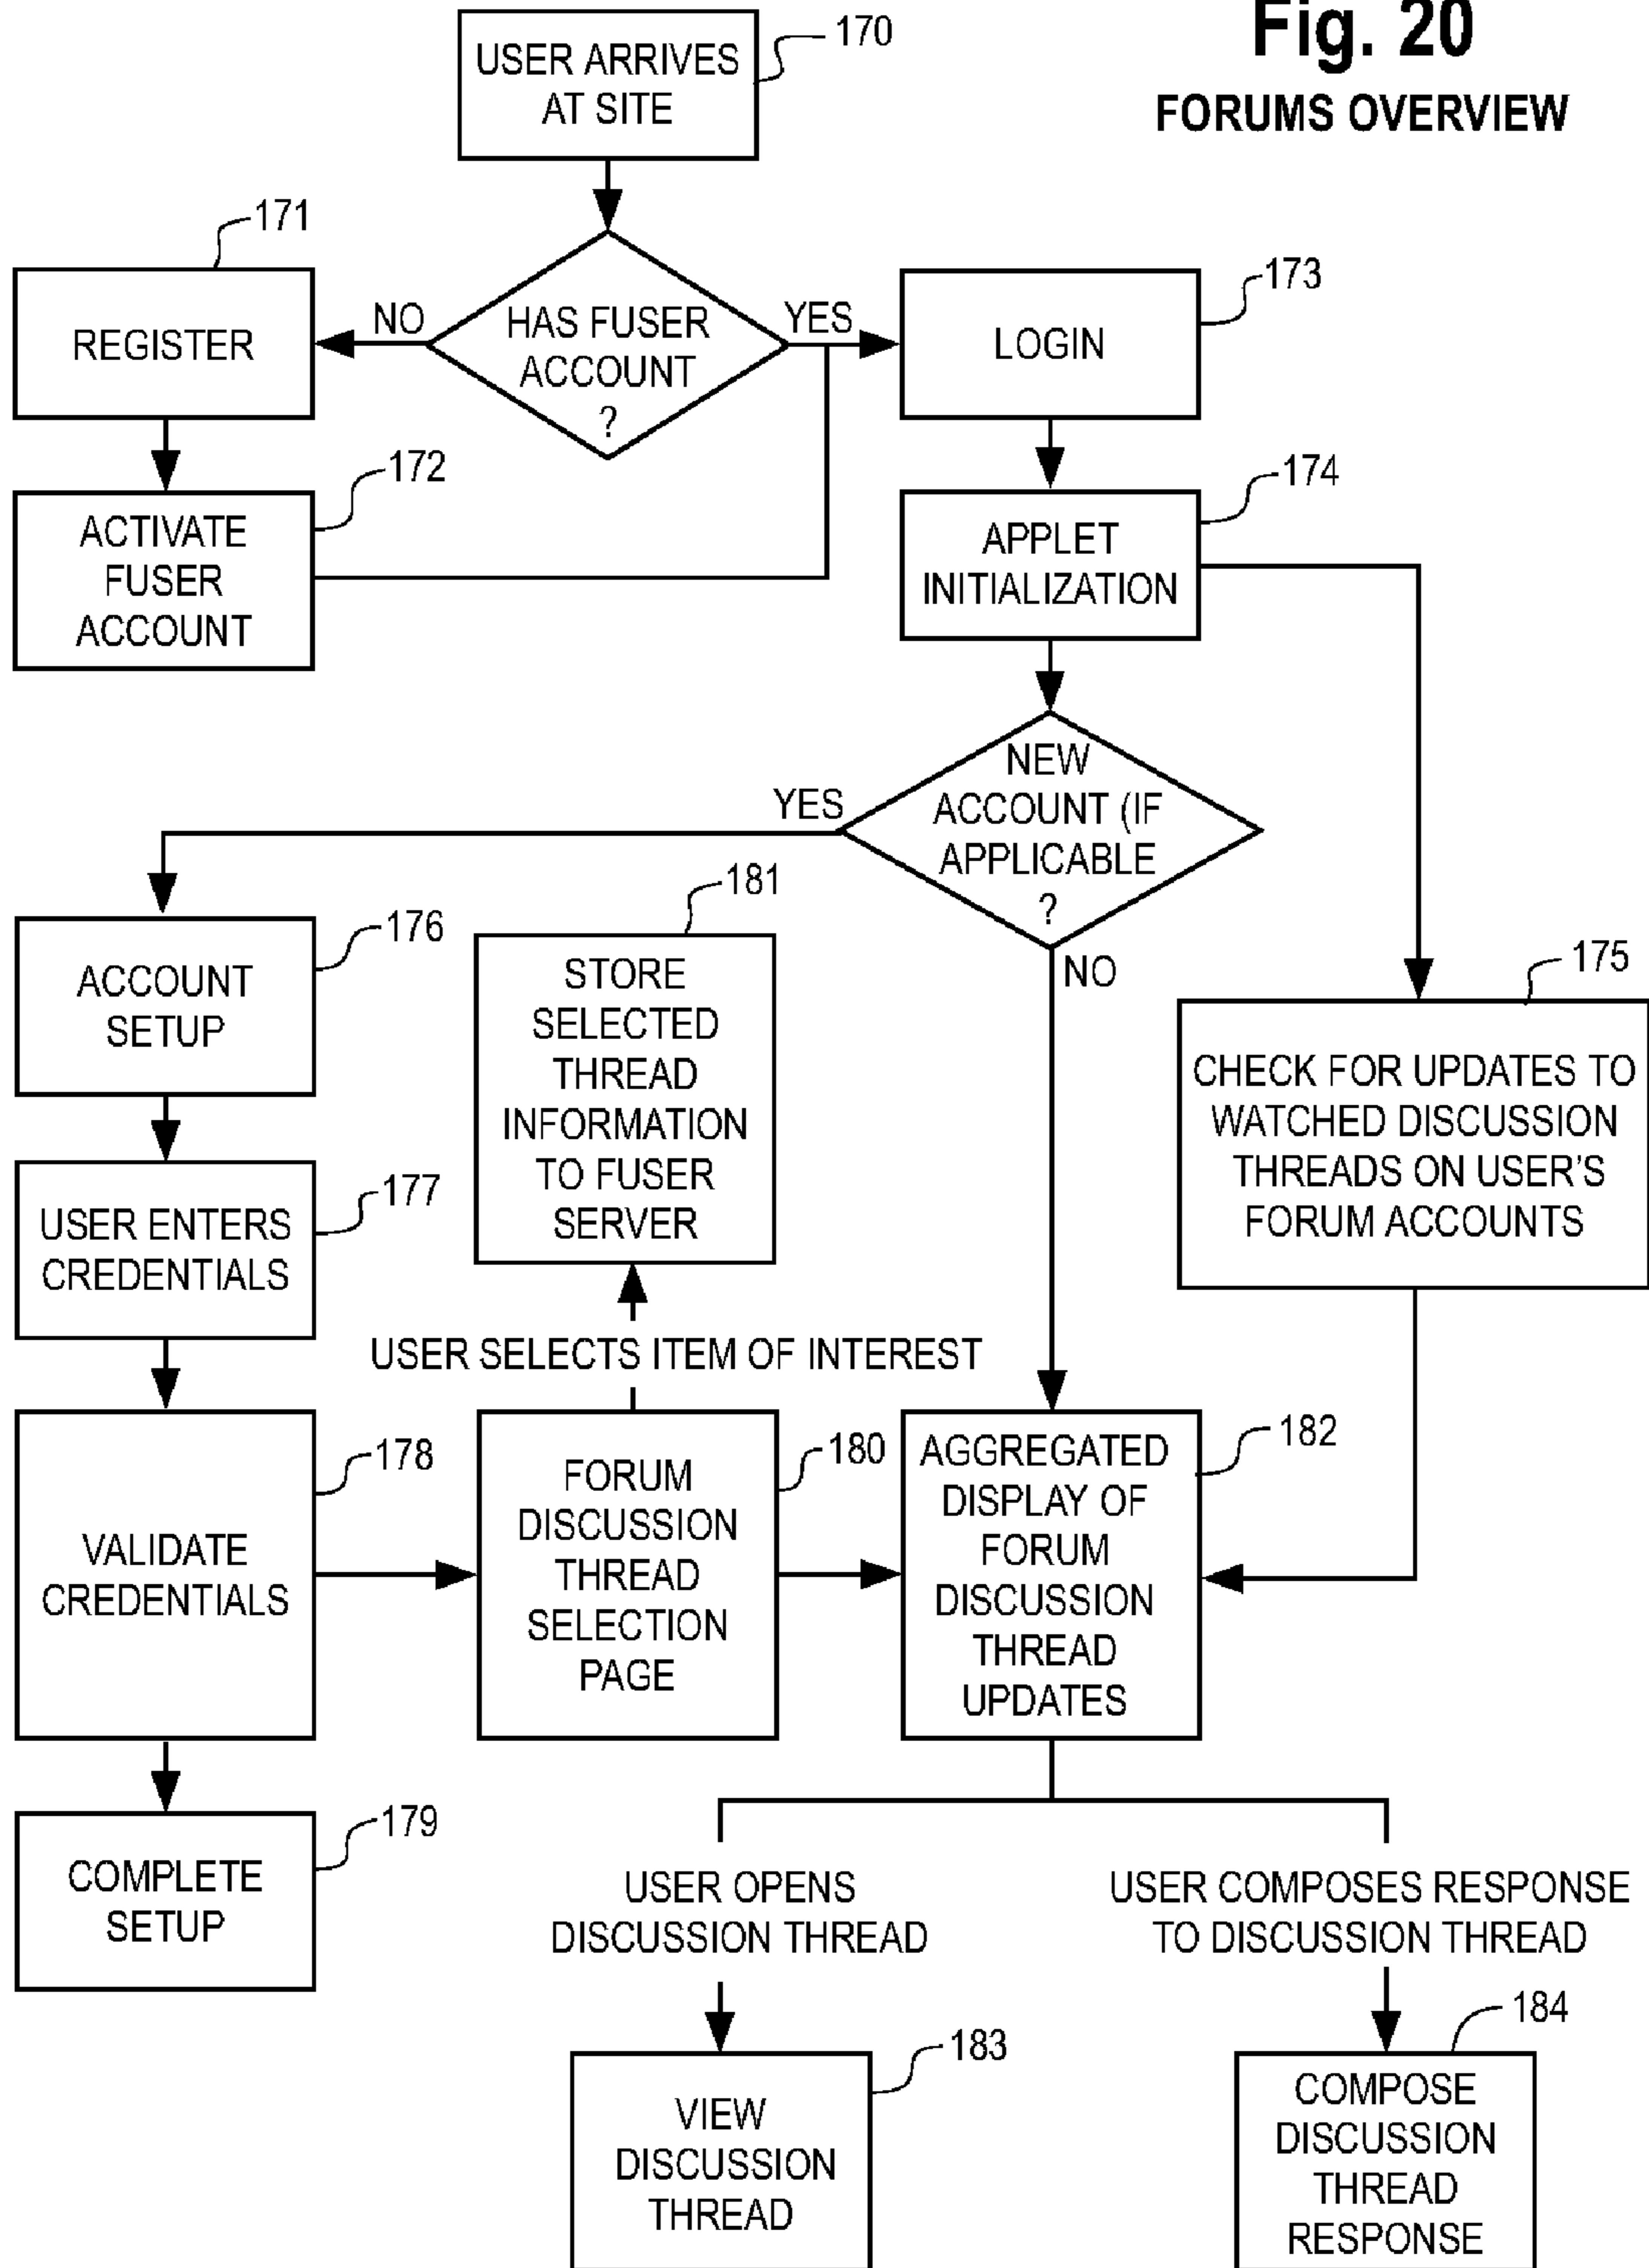 Fig. 20
FORUMS OVERVIEW
USER ARRIVES
AT SITE
170
171
REGISTER
NO
HAS FUSER
ACCOUNT
?
YES
LOGIN
173
172
ACTIVATE
FUSER
ACCOUNT
174
APPLET
INITIALIZATION
NEW
ACCOUNT (IF
APPLICABLE
?
YES
NO
175
CHECK FOR UPDATES TO
WATCHED DISCUSSION
THREADS ON USER'S
FORUM ACCOUNTS
176
ACCOUNT
SETUP
181
STORE
SELECTED
THREAD
INFORMATION
TO FUSER
SERVER
177
USER ENTERS
CREDENTIALS
USER SELECTS ITEM OF INTEREST
178
VALIDATE
CREDENTIALS
180
FORUM
DISCUSSION
THREAD
SELECTION
PAGE
182
AGGREGATED
DISPLAY OF
FORUM
DISCUSSION
THREAD
UPDATES
179
COMPLETE
SETUP
USER OPENS
DISCUSSION THREAD
USER COMPOSES RESPONSE
TO DISCUSSION THREAD
183
VIEW
DISCUSSION
THREAD
184
COMPOSE
DISCUSSION
THREAD
RESPONSE